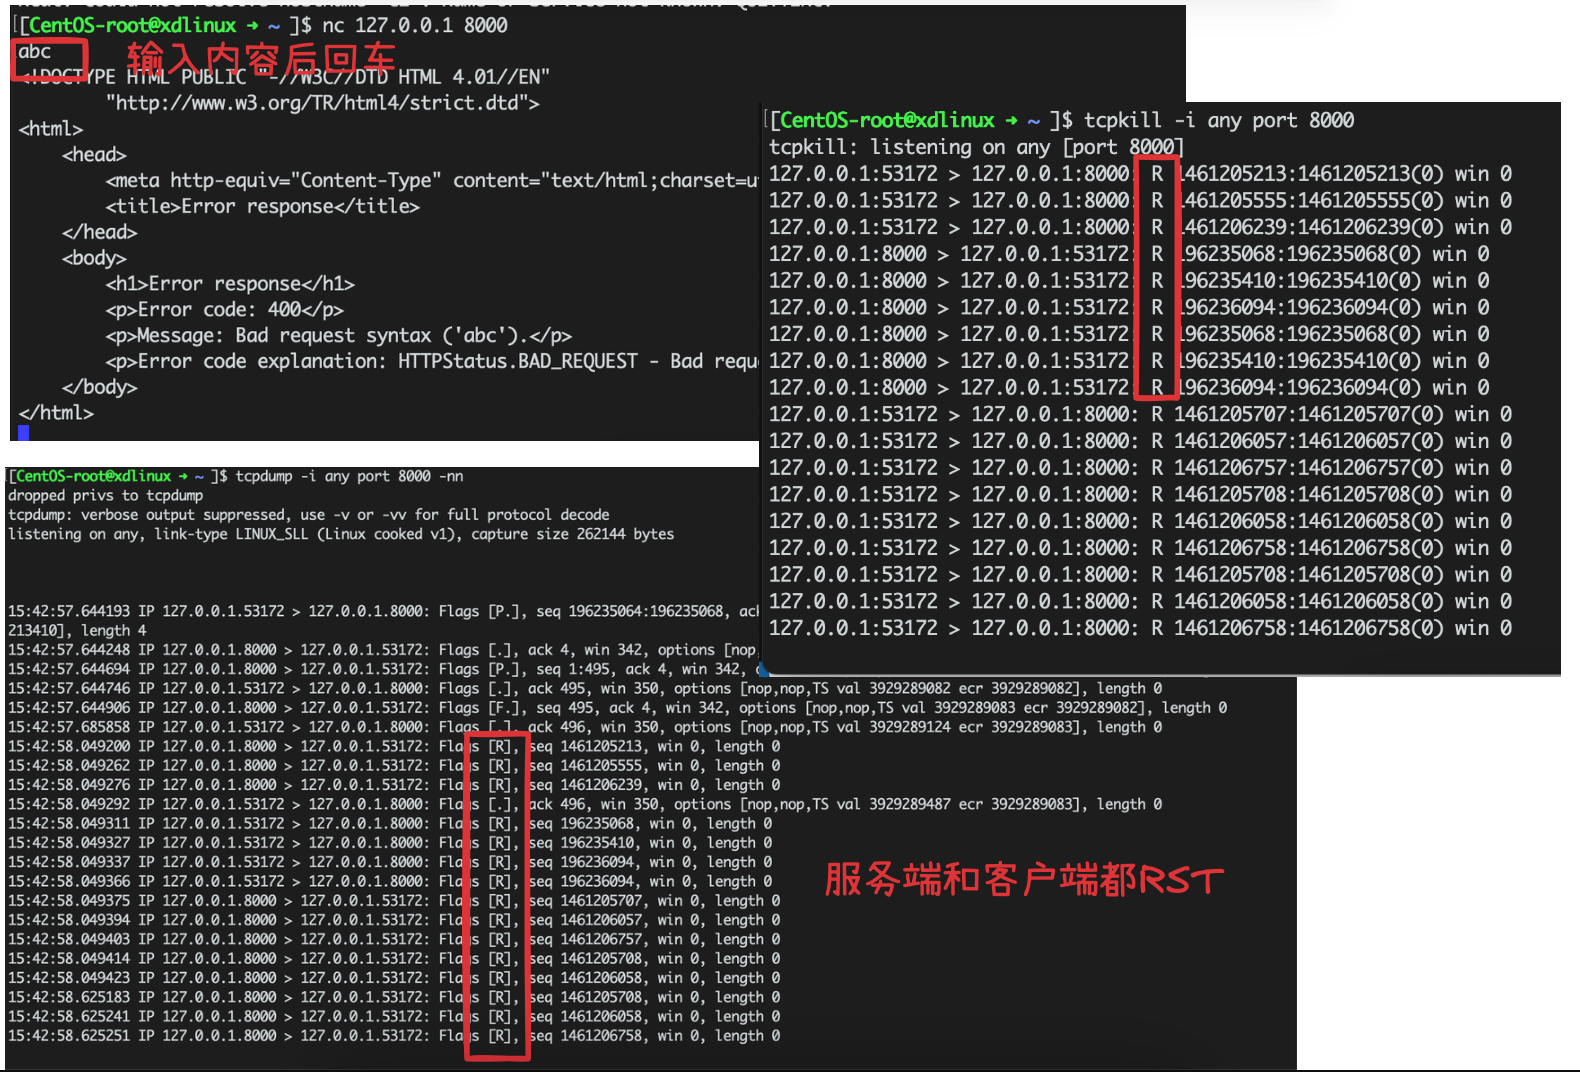 [[CentOS-root@xdlinux ➜ ~ ]$ nc 127.0.0.1 8000
abc
输入内容后回车
<!DOCTYPE HTML PUBLIC "-//W3C//DTD HTML 4.01//EN"
"http://www.w3.org/TR/html4/strict.dtd">
<html>
<head>
<meta http-equiv="Content-Type" content="text/html;charset=u
<title>Error response</title>
</head>
<body>
<h1>Error response</h1>
<p>Error code: 400</p>
<p>Message: Bad request syntax ('abc').</p>
<p>Error code explanation: HTTPStatus.BAD_REQUEST - Bad requ
</body>
</html>
[[CentOS-root@xdlinux ➜ ~ ]$ tcpkill -i any port 8000
tcpkill: listening on any [port 8000]
127.0.0.1:53172 > 127.0.0.1:8000: R 1461205213:1461205213(0) win 0
127.0.0.1:53172 > 127.0.0.1:8000: R 1461205555:1461205555(0) win 0
127.0.0.1:53172 > 127.0.0.1:8000: R 1461206239:1461206239(0) win 0
127.0.0.1:8000 > 127.0.0.1:53172: R 196235068:196235068(0) win 0
127.0.0.1:8000 > 127.0.0.1:53172: R 196235410:196235410(0) win 0
127.0.0.1:8000 > 127.0.0.1:53172: R 196236094:196236094(0) win 0
127.0.0.1:8000 > 127.0.0.1:53172: R 196235068:196235068(0) win 0
127.0.0.1:8000 > 127.0.0.1:53172: R 196235410:196235410(0) win 0
127.0.0.1:8000 > 127.0.0.1:53172: R 196236094:196236094(0) win 0
127.0.0.1:53172 > 127.0.0.1:8000: R 1461205707:1461205707(0) win 0
127.0.0.1:53172 > 127.0.0.1:8000: R 1461206057:1461206057(0) win 0
127.0.0.1:53172 > 127.0.0.1:8000: R 1461206757:1461206757(0) win 0
127.0.0.1:53172 > 127.0.0.1:8000: R 1461205708:1461205708(0) win 0
127.0.0.1:53172 > 127.0.0.1:8000: R 1461206058:1461206058(0) win 0
127.0.0.1:53172 > 127.0.0.1:8000: R 1461206758:1461206758(0) win 0
127.0.0.1:53172 > 127.0.0.1:8000: R 1461205708:1461205708(0) win 0
127.0.0.1:53172 > 127.0.0.1:8000: R 1461206058:1461206058(0) win 0
127.0.0.1:53172 > 127.0.0.1:8000: R 1461206758:1461206758(0) win 0
[CentOS-root@xdlinux ➜ ~ ]$ tcpdump -i any port 8000 -nn
dropped privs to tcpdump
tcpdump: verbose output suppressed, use -v or -vv for full protocol decode
listening on any, link-type LINUX_SLL (Linux cooked v1), capture size 262144 bytes
15:42:57.644193 IP 127.0.0.1.53172 > 127.0.0.1.8000: Flags [P.], seq 196235064:196235068, ack
213410], length 4
15:42:57.644248 IP 127.0.0.1.8000 > 127.0.0.1.53172: Flags [.], ack 4, win 342, options [nop,
15:42:57.644694 IP 127.0.0.1.8000 > 127.0.0.1.53172: Flags [P.], seq 1:495, ack 4, win 342,
15:42:57.644746 IP 127.0.0.1.53172 > 127.0.0.1.8000: Flags [.], ack 495, win 350, options [nop,nop,TS val 3929289082 ecr 3929289082], length 0
15:42:57.644906 IP 127.0.0.1.8000 > 127.0.0.1.53172: Flags [F.], seq 495, ack 4, win 342, options [nop,nop,TS val 3929289083 ecr 3929289082], length 0
15:42:57.685858 IP 127.0.0.1.53172 > 127.0.0.1.8000: Flags [.], ack 496, win 350, options [nop,nop,TS val 3929289124 ecr 3929289083], length 0
15:42:58.049200 IP 127.0.0.1.8000 > 127.0.0.1.53172: Flags [R], seq 1461205213, win 0, length 0
15:42:58.049262 IP 127.0.0.1.8000 > 127.0.0.1.53172: Flags [R], seq 1461205555, win 0, length 0
15:42:58.049276 IP 127.0.0.1.8000 > 127.0.0.1.53172: Flags [R], seq 1461206239, win 0, length 0
15:42:58.049292 IP 127.0.0.1.53172 > 127.0.0.1.8000: Flags [.], ack 496, win 350, options [nop,nop,TS val 3929289487 ecr 3929289083], length 0
15:42:58.049311 IP 127.0.0.1.53172 > 127.0.0.1.8000: Flags [R], seq 196235068, win 0, length 0
15:42:58.049327 IP 127.0.0.1.53172 > 127.0.0.1.8000: Flags [R], seq 196235410, win 0, length 0
15:42:58.049337 IP 127.0.0.1.53172 > 127.0.0.1.8000: Flags [R], seq 196236094, win 0, length 0
15:42:58.049366 IP 127.0.0.1.53172 > 127.0.0.1.8000: Flags [R], seq 196236094, win 0, length 0
15:42:58.049375 IP 127.0.0.1.8000 > 127.0.0.1.53172: Flags [R], seq 1461205707, win 0, length 0
15:42:58.049394 IP 127.0.0.1.8000 > 127.0.0.1.53172: Flags [R], seq 1461206057, win 0, length 0
15:42:58.049403 IP 127.0.0.1.8000 > 127.0.0.1.53172: Flags [R], seq 1461206757, win 0, length 0
15:42:58.049414 IP 127.0.0.1.8000 > 127.0.0.1.53172: Flags [R], seq 1461205708, win 0, length 0
15:42:58.049423 IP 127.0.0.1.8000 > 127.0.0.1.53172: Flags [R], seq 1461206058, win 0, length 0
15:42:58.625183 IP 127.0.0.1.8000 > 127.0.0.1.53172: Flags [R], seq 1461205708, win 0, length 0
15:42:58.625241 IP 127.0.0.1.8000 > 127.0.0.1.53172: Flags [R], seq 1461206058, win 0, length 0
15:42:58.625251 IP 127.0.0.1.8000 > 127.0.0.1.53172: Flags [R], seq 1461206758, win 0, length 0
服务端和客户端都RST